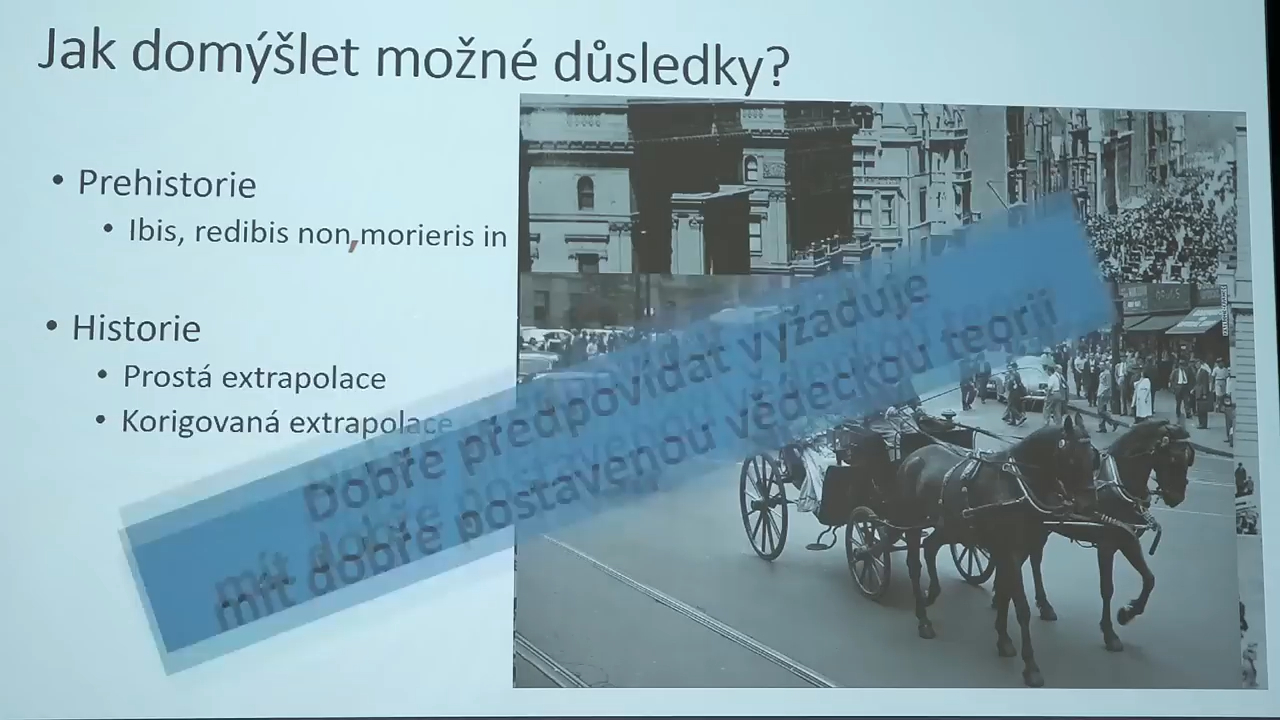 Jak domýšlet možné důsledky?
• Prehistorie
• Ibis, redibis non,morieris in
• Historie
• Prostá extrapolace
• Korigovaná extrapolace
Dobře předpovídat vyžaduje
mít dobře postavenou vědeckou teorii